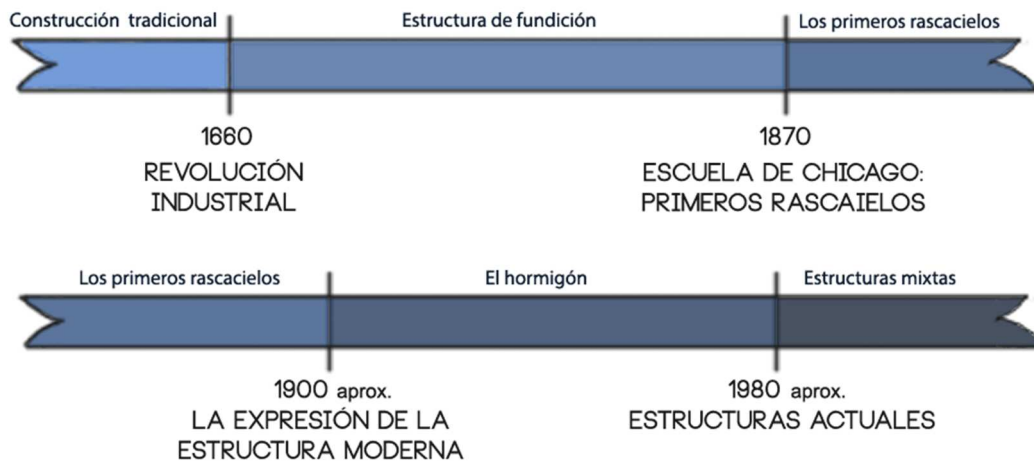 Construcción tradicional
Estructura de fundición
Los primeros rascacielos
1660
REVOLUCIÓN
INDUSTRIAL
1870
ESCUELA DE CHICAGO:
PRIMEROS RASCAIELOS
Los primeros rascacielos
El hormigón
Estructuras mixtas
1900 aprox.
LA EXPRESIÓN DE LA
ESTRUCTURA MODERNA
1980 aprox.
ESTRUCTURAS ACTUALES